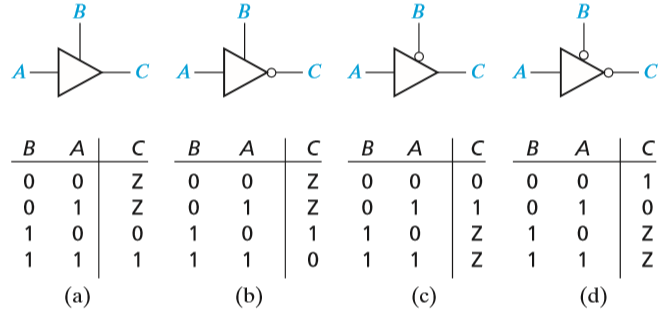 B B B B
A C A C A C A C
B A C B A C B A C B A C
0 0 Z 0 0 Z 0 0 0 0 0 1
0 1 Z 0 1 Z 0 1 1 0 1 0
1 0 0 1 0 1 1 0 Z 1 0 Z
1 1 1 1 1 0 1 1 Z 1 1 Z
(a) (b) (c) (d)